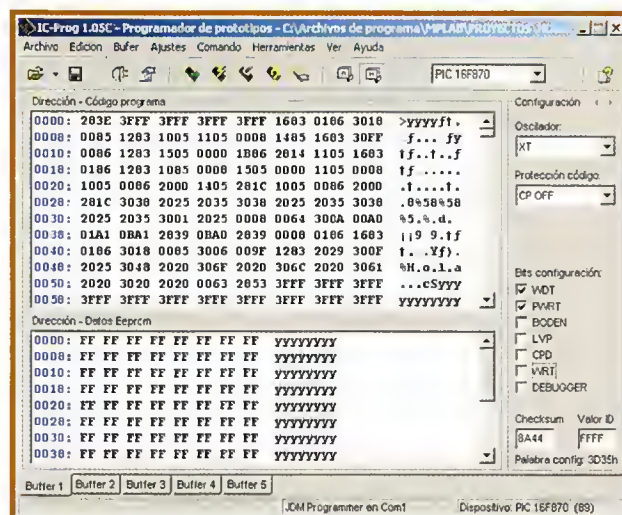 IC-Prog 1.05C - Programador de prototipos - C:\Archivos de programa\MPLAB\PROYECTOS
Archivo Edicion Bufer Ajustes Comando Herramientas Ver Ayuda
PIC 16F870
Dirección - Código programa
0000: 283E 3FFF 3FFF 3FFF 3FFF 1683 0186 3018 >yyyyft.
0008: 0085 1283 1005 1105 0008 1485 1683 30FF .f... fy
0010: 0086 1283 1505 0000 1B86 2814 1105 1683 †f..†..f
0018: 0186 1283 1085 0008 1505 0000 1105 0008 †f......
0020: 1005 0086 2000 1405 281C 1005 0086 2000 .†....†.
0028: 281C 3038 2025 2035 3038 2025 2035 3038 .8%58%58
0030: 2025 2035 3001 2025 0008 0064 300A 00A0 %5.%.d.
0038: 01A1 0BA1 2839 0BA0 2839 0008 0186 1683 ¡¡9 9.†f
0040: 0186 3018 0085 3006 009F 1283 2029 300F †. .Yf).
0048: 2025 3048 2020 306F 2020 306C 2020 3061 %H.o.l.a
0050: 2020 3020 2020 0063 2853 3FFF 3FFF 3FFF ...cSyyy
0058: 3FFF 3FFF 3FFF 3FFF 3FFF 3FFF 3FFF 3FFF yyyyyyyy
Dirección - Datos Eeprom
0000: FF FF FF FF FF FF FF FF yyyyyyyy
0008: FF FF FF FF FF FF FF FF yyyyyyyy
0010: FF FF FF FF FF FF FF FF yyyyyyyy
0018: FF FF FF FF FF FF FF FF yyyyyyyy
0020: FF FF FF FF FF FF FF FF yyyyyyyy
0028: FF FF FF FF FF FF FF FF yyyyyyyy
0030: FF FF FF FF FF FF FF FF yyyyyyyy
0038: FF FF FF FF FF FF FF FF yyyyyyyy
Configuración
Oscilador:
XT
Protección código:
CP OFF
Bits configuración:
WDT
PWRT
BODEN
LVP
CPD
WRT
DEBUGGER
Checksum Valor ID
8A44 FFFF
Palabra config: 3D35h
Buffer 1 Buffer 2 Buffer 3 Buffer 4 Buffer 5
JDM Programmer en Com1 Dispositivo: PIC 16F870 (89)